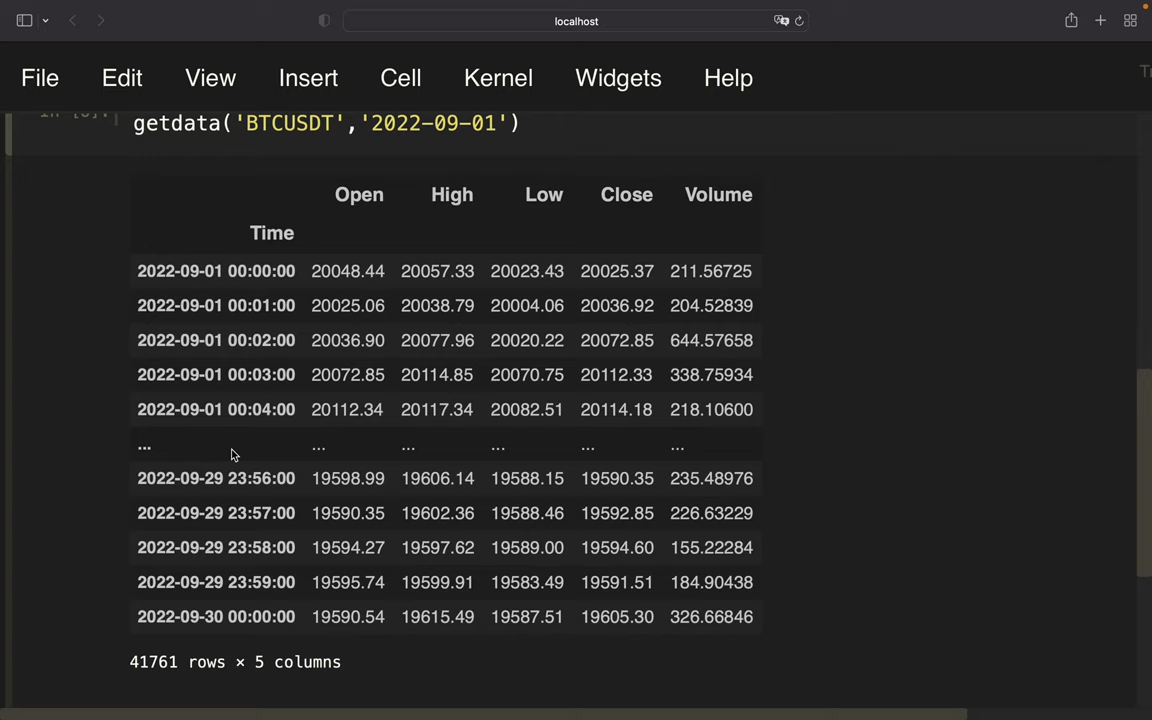 localhost
File Edit View Insert Cell Kernel Widgets Help
getdata('BTCUSDT','2022-09-01')
Open High Low Close Volume
Time
2022-09-01 00:00:00 20048.44 20057.33 20023.43 20025.37 211.56725
2022-09-01 00:01:00 20025.06 20038.79 20004.06 20036.92 204.52839
2022-09-01 00:02:00 20036.90 20077.96 20020.22 20072.85 644.57658
2022-09-01 00:03:00 20072.85 20114.85 20070.75 20112.33 338.75934
2022-09-01 00:04:00 20112.34 20117.34 20082.51 20114.18 218.10600
... ... ... ... ... ...
2022-09-29 23:56:00 19598.99 19606.14 19588.15 19590.35 235.48976
2022-09-29 23:57:00 19590.35 19602.36 19588.46 19592.85 226.63229
2022-09-29 23:58:00 19594.27 19597.62 19589.00 19594.60 155.22284
2022-09-29 23:59:00 19595.74 19599.91 19583.49 19591.51 184.90438
2022-09-30 00:00:00 19590.54 19615.49 19587.51 19605.30 326.66846
41761 rows × 5 columns